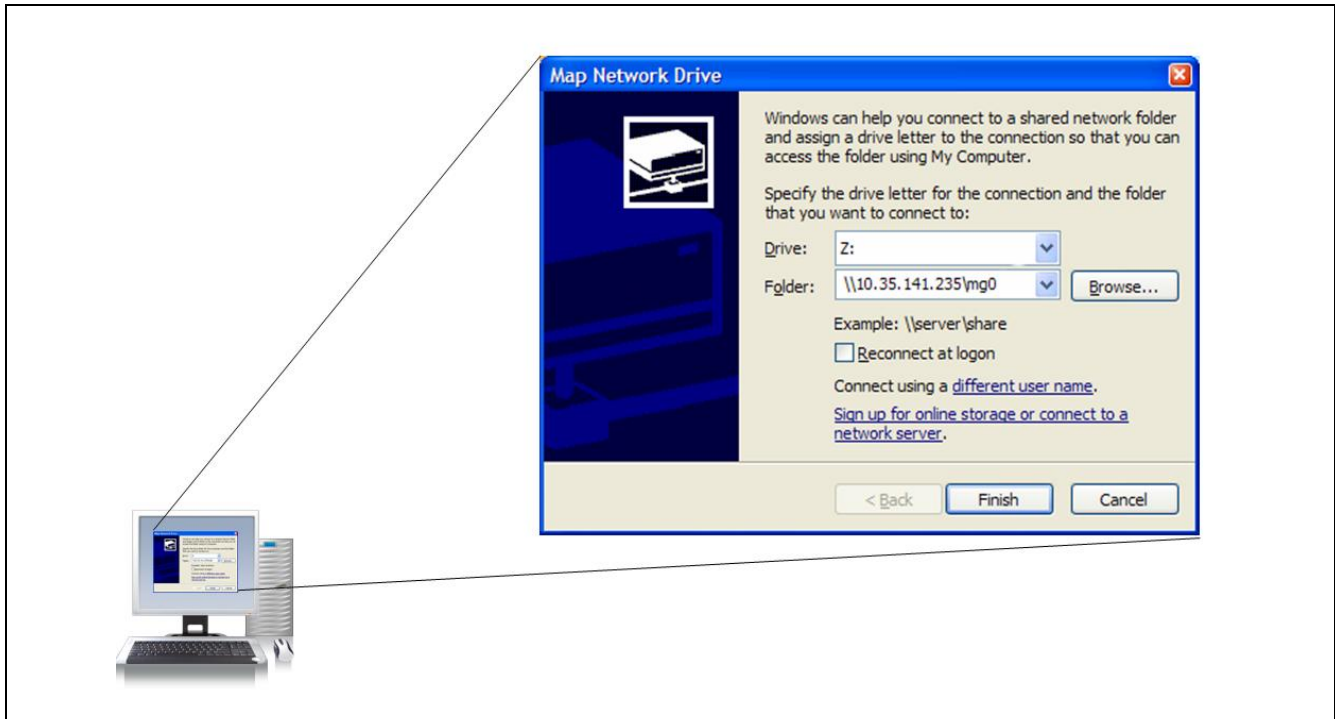 Map Network Drive
Windows can help you connect to a shared network folder
and assign a drive letter to the connection so that you can
access the folder using My Computer.
Specify the drive letter for the connection and the folder
that you want to connect to:
Drive: Z:
Folder: \\10.35.141.235\mg0 Browse...
Example: \\server\share
Reconnect at logon
Connect using a different user name.
Sign up for online storage or connect to a
network server.
< Back Finish Cancel